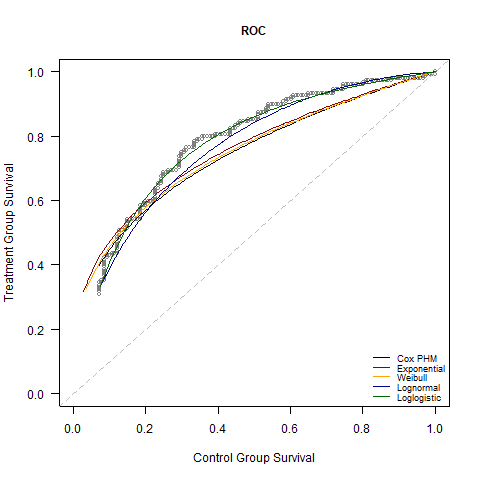 ROC
Treatment Group Survival
1.0
0.8
0.6
0.4
0.2
0.0
Cox PHM
Exponential
Weibull
Lognormal
Loglogistic
0.0 0.2 0.4 0.6 0.8 1.0
Control Group Survival